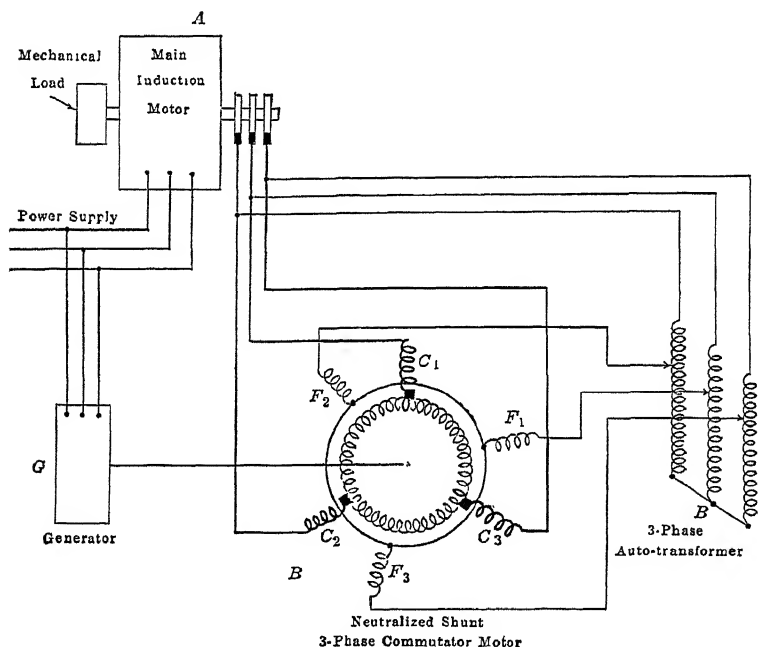 A
Mechanical
Load
Main
Induction
Motor
Power Supply
C1
F2
F1
G
Generator
C2
C3
F3
B
B
3-Phase
Auto-transformer
Neutralized Shunt
3-Phase Commutator Motor